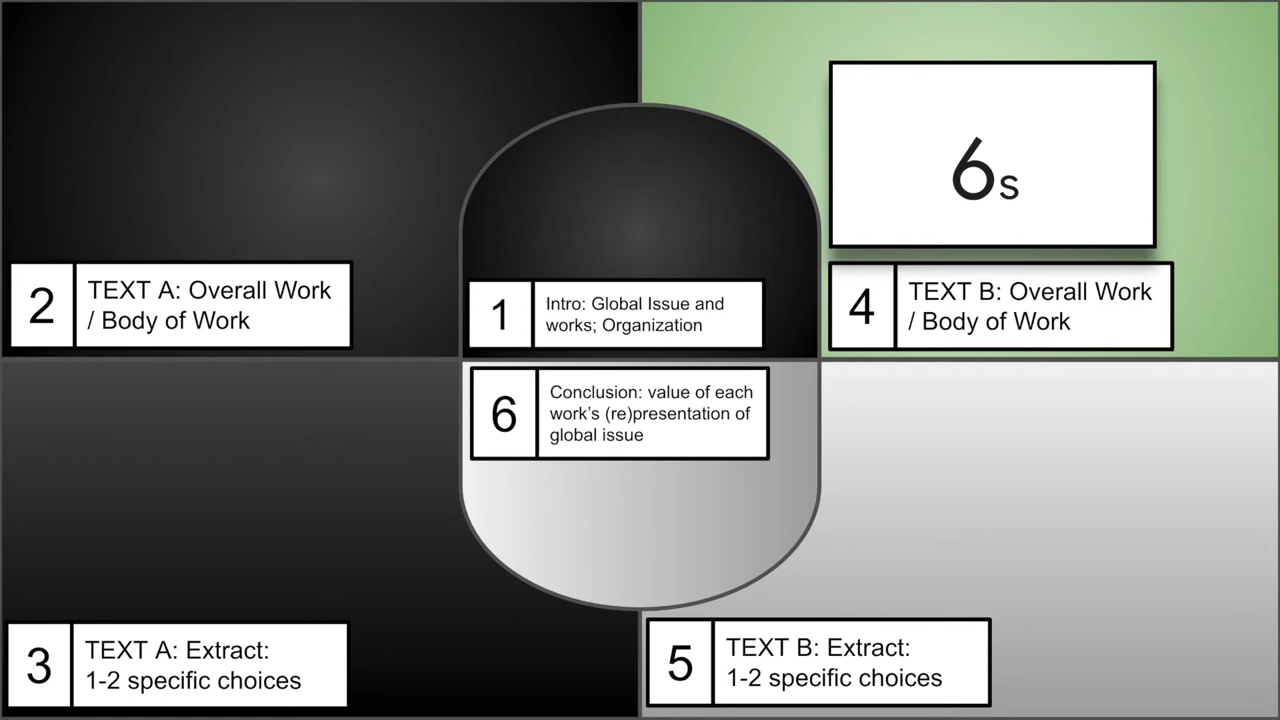 6s
2
TEXT A: Overall Work
/ Body of Work
1
Intro: Global Issue and
works; Organization
4
TEXT B: Overall Work
/ Body of Work
6
Conclusion: value of each
work's (re)presentation of
global issue
3
TEXT A: Extract:
1-2 specific choices
5
TEXT B: Extract:
1-2 specific choices